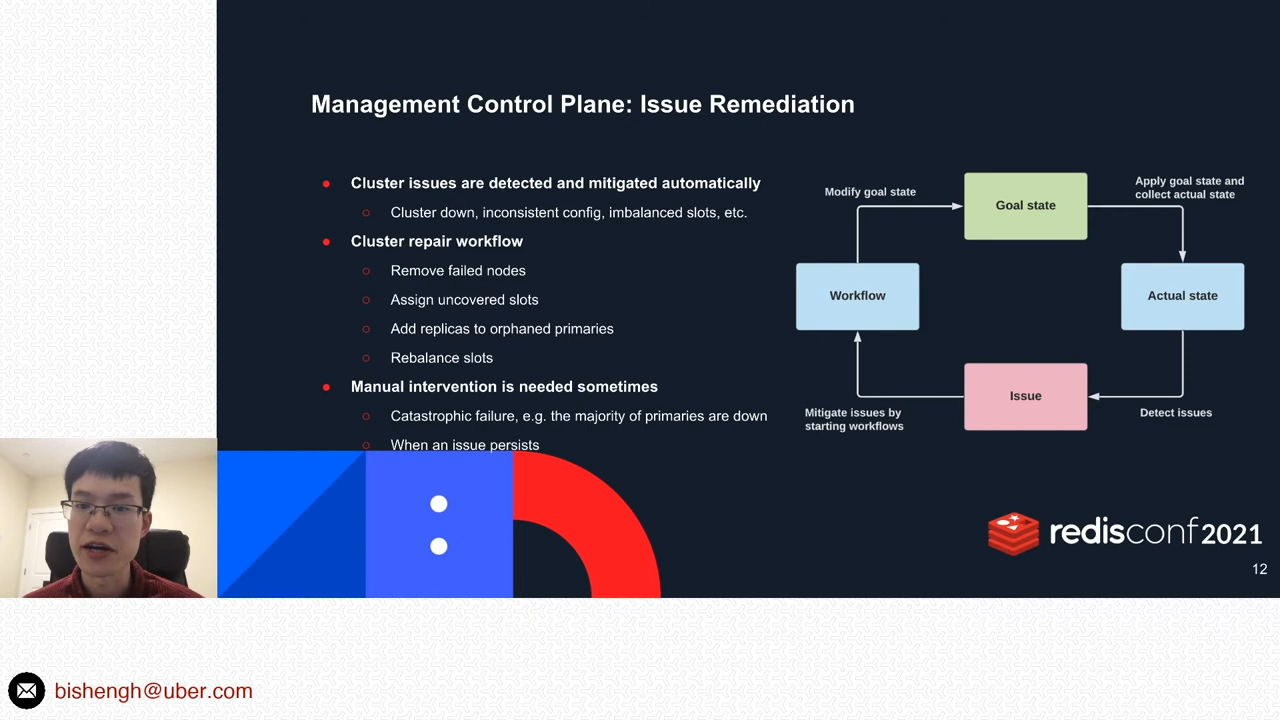 Management Control Plane: Issue Remediation
Cluster issues are detected and mitigated automatically
Cluster down, inconsistent config, imbalanced slots, etc.
Cluster repair workflow
Remove failed nodes
Assign uncovered slots
Add replicas to orphaned primaries
Rebalance slots
Manual intervention is needed sometimes
Catastrophic failure, e.g. the majority of primaries are down
When an issue persists
Modify goal state
Goal state
Apply goal state and
collect actual state
Workflow
Actual state
Issue
Mitigate issues by
starting workflows
Detect issues
redisconf2021
12
bishengh@uber.com